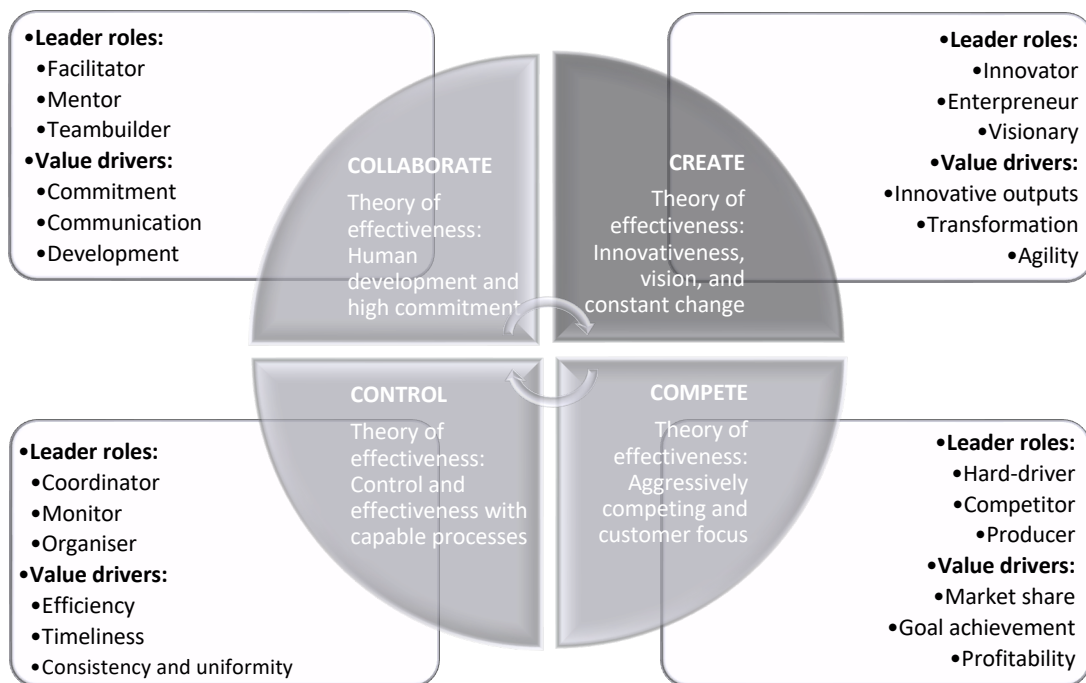 •Leader roles:
•Facilitator
•Mentor
•Teambuilder
•Value drivers:
•Commitment
•Communication
•Development
COLLABORATE
Theory of
effectiveness:
Human
development and
high commitment
•Leader roles:
•Innovator
•Enterpreneur
•Visionary
•Value drivers:
•Innovative outputs
•Transformation
•Agility
CREATE
Theory of
effectiveness:
Innovativeness,
vision, and
constant change
•Leader roles:
•Coordinator
•Monitor
•Organiser
•Value drivers:
•Efficiency
•Timeliness
•Consistency and uniformity
CONTROL
Theory of
effectiveness:
Control and
effectiveness with
capable processes
•Leader roles:
•Hard-driver
•Competitor
•Producer
•Value drivers:
•Market share
•Goal achievement
•Profitability
COMPETE
Theory of
effectiveness:
Aggressively
competing and
customer focus